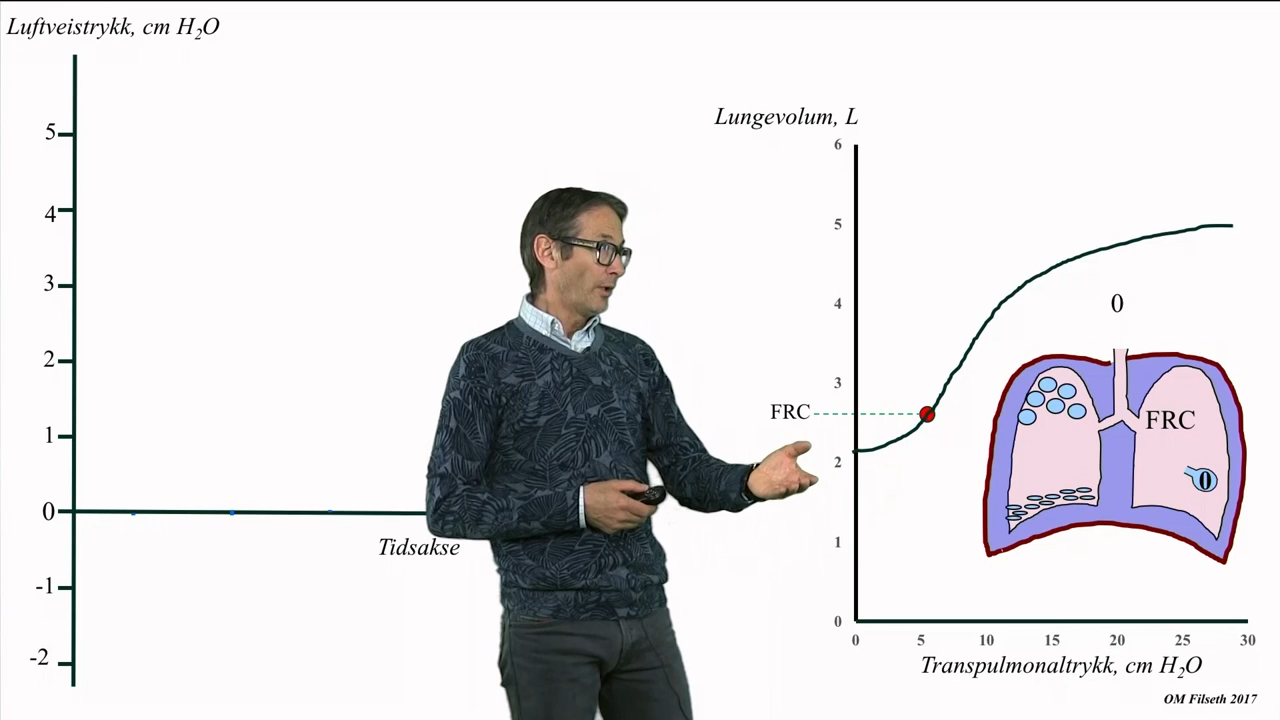 Luftveistrykk, cm H₂O
5
4
3
2
1
0
-1
-2
Tidsakse
Lungevolum, L
6
5
4
3
2
1
0
FRC
0
FRC
0
0 5 10 15 20 25 30
Transpulmonaltrykk, cm H₂O
OM Filseth 2017